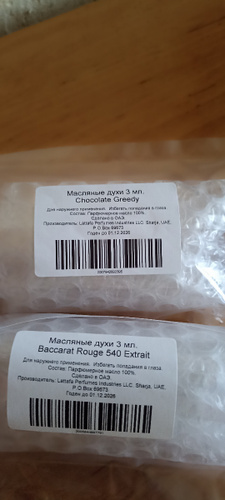 Масляные духи 3 мл.
Chocolate Greedy
Для наружнего применения. Избегать попадания в глаза.
Состав: Парфюмерное масло 100%.
Сделано в ОАЭ.
Производитель: Lattafa Perfumes Industries LLC. Sharja, UAE,
P.O.Box 69673
Годен до 01.12.2026
Масляные духи 3 мл.
Baccarat Rouge 540 Extrait
Для наружнего применения. Избегать попадания в глаза.
Состав: Парфюмерное масло 100%.
Сделано в ОАЭ.
Производитель: Lattafa Perfumes Industries LLC. Sharja, UAE,
P.O.Box 69673
Годен до 01.12.2026